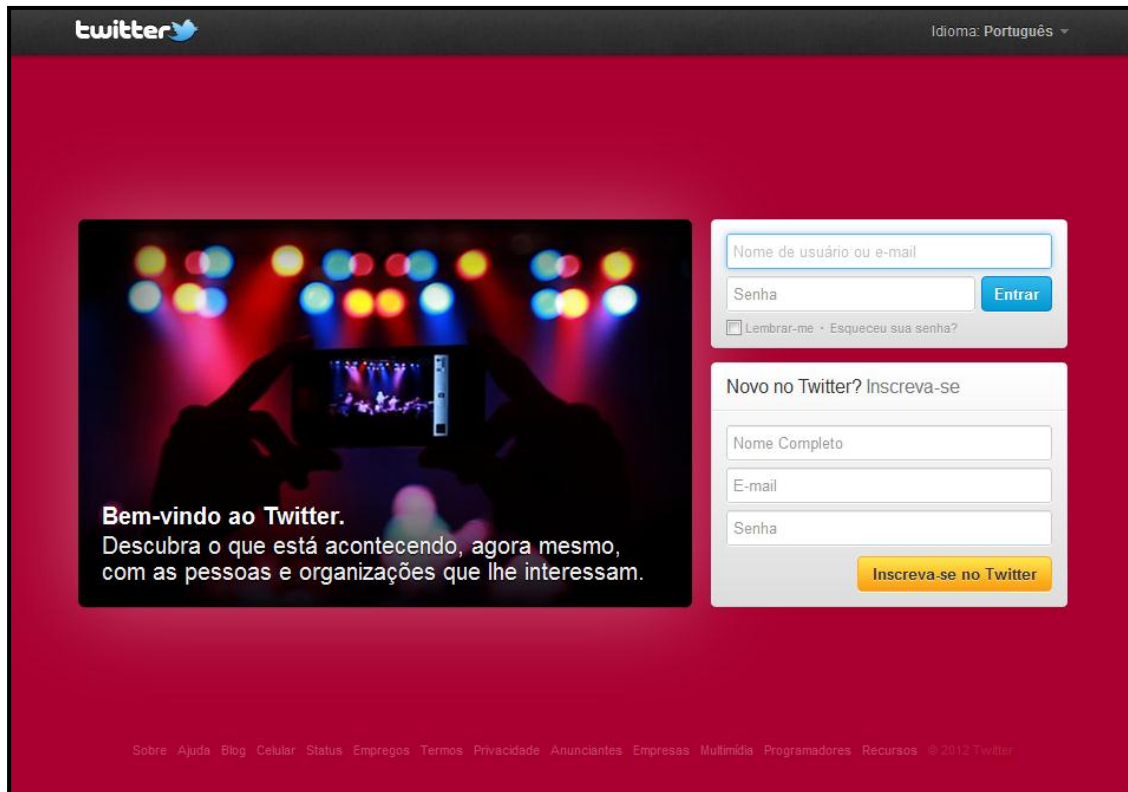 twitter
Idioma: Português
Nome de usuário ou e-mail
Senha
Entrar
Lembrar-me · Esqueceu sua senha?
Novo no Twitter? Inscreva-se
Nome Completo
E-mail
Senha
Inscreva-se no Twitter
Bem-vindo ao Twitter.
Descubra o que está acontecendo, agora mesmo,
com as pessoas e organizações que lhe interessam.
Sobre Ajuda Blog Celular Status Empregos Termos Privacidade Anunciantes Empresas Multimídia Programadores Recursos © 2012 Twitter